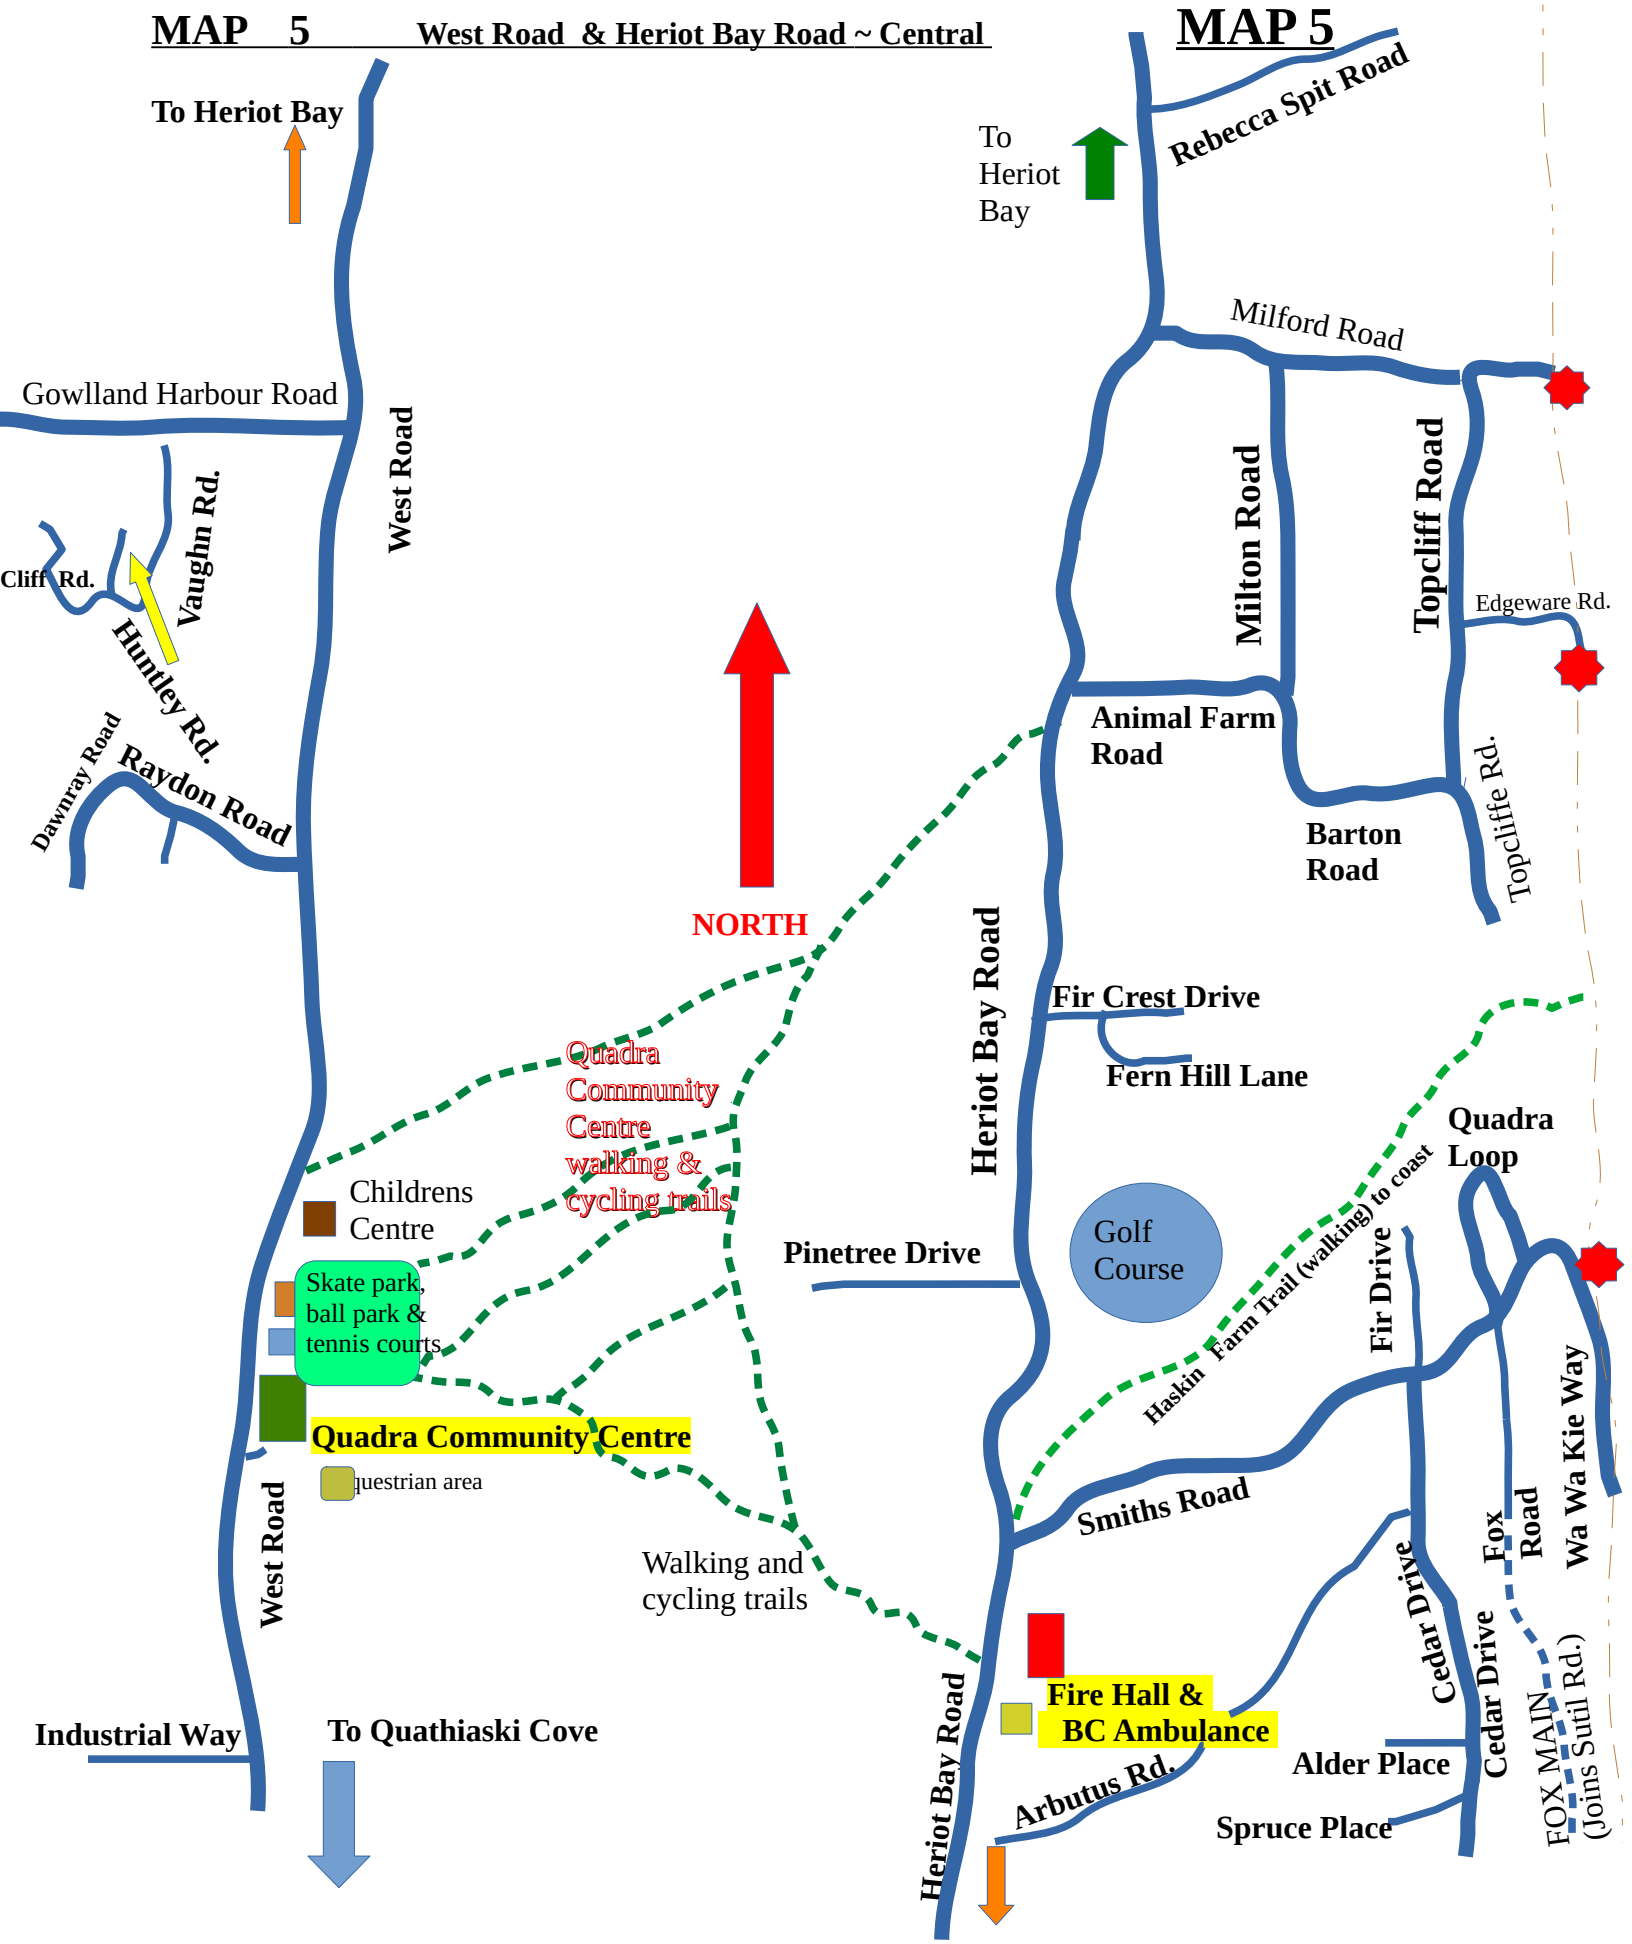 MAP 5 West Road & Heriot Bay Road ~ Central
MAP 5
To Heriot Bay
Rebecca Spit Road
To
Heriot
Bay
Milford Road
Gowlland Harbour Road
West Road
Vaughn Rd.
Cliff Rd.
Huntley Rd.
Milton Road
Topcliff Road
Edgeware Rd.
Dawnray Road
Raydon Road
Animal Farm
Road
Topcliffe Rd.
Barton
Road
NORTH
Heriot Bay Road
Fir Crest Drive
Fern Hill Lane
Quadra
Community
Centre
walking &
cycling trails
Quadra
Loop
Childrens
Centre
Pinetree Drive
Golf
Course
Haskin Farm Trail (walking) to coast
Fir Drive
Skate park,
ball park &
tennis courts
Wa Wa Kie Way
Quadra Community Centre
questrian area
West Road
Smiths Road
Fox
Road
Walking and
cycling trails
Cedar Drive
Cedar Drive
Heriot Bay Road
Fire Hall &
BC Ambulance
Industrial Way
To Quathiaski Cove
Arbutus Rd.
Alder Place
Spruce Place
FOX MAIN
(Joins Sutil Rd.)